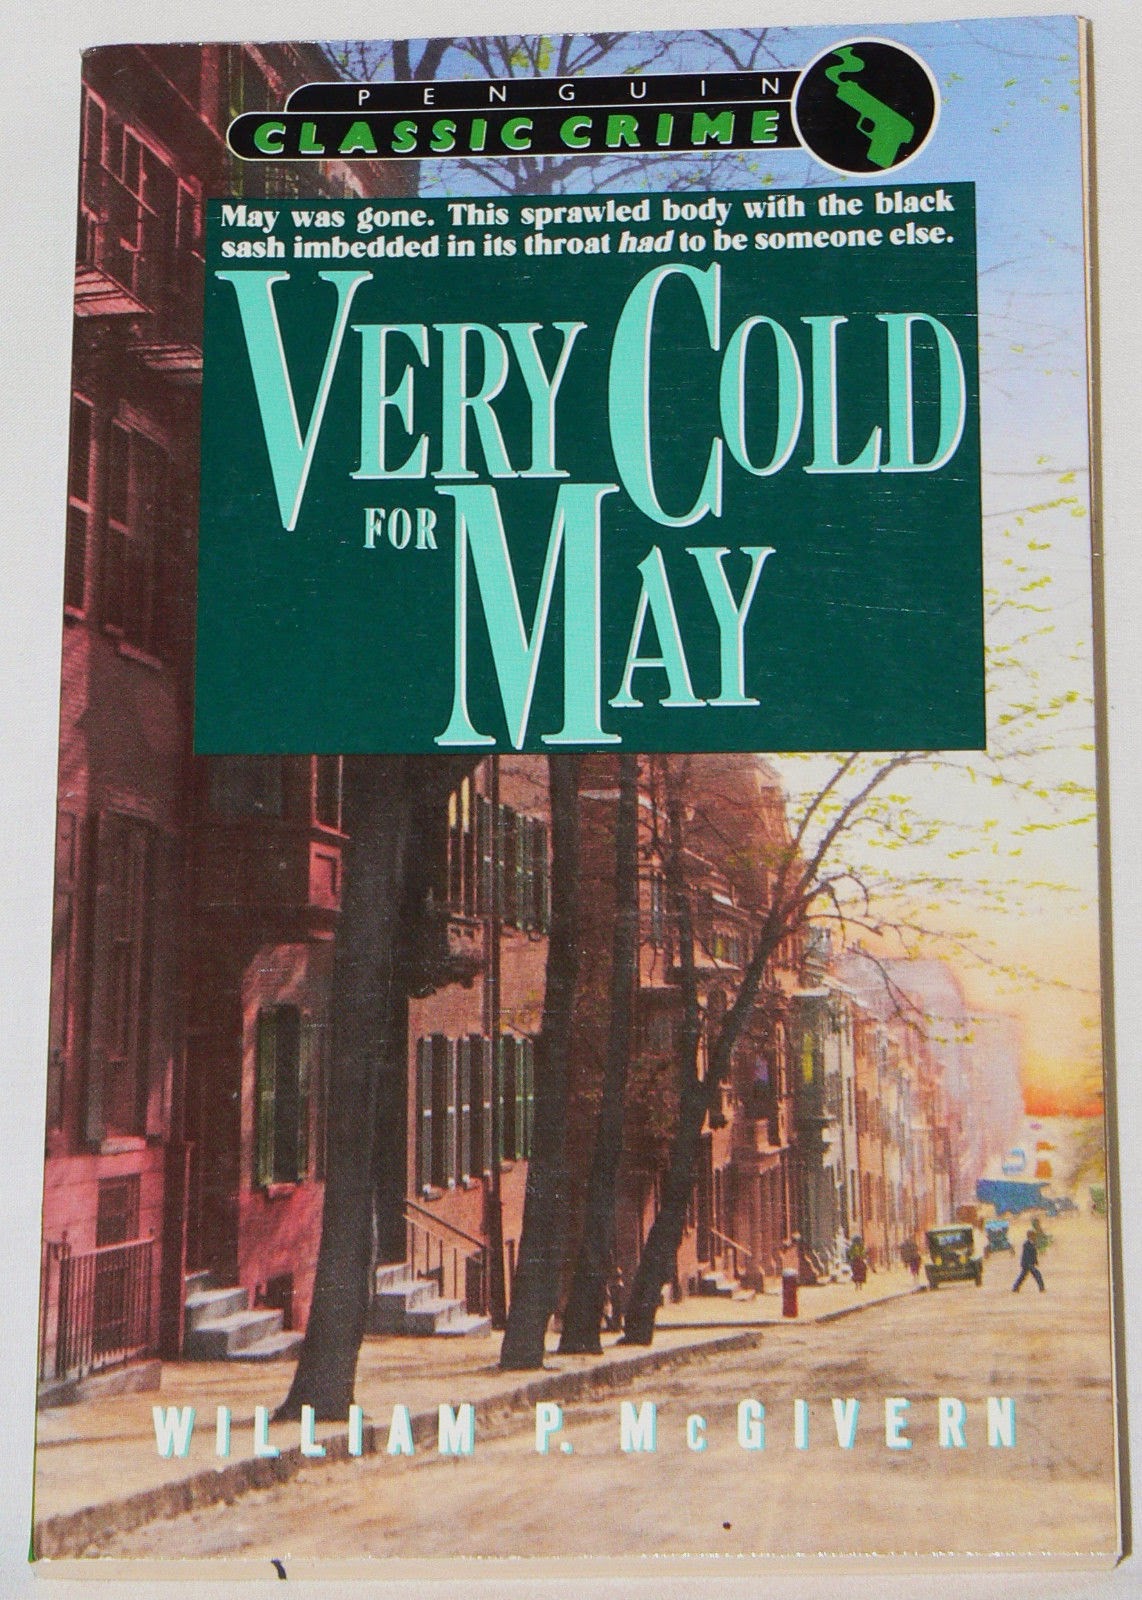 PENGUIN
CLASSIC CRIME
May was gone. This sprawled body with the black
sash imbedded in its throat had to be someone else.
VERY COLD
FOR MAY
WILLIAM P. McGIVERN